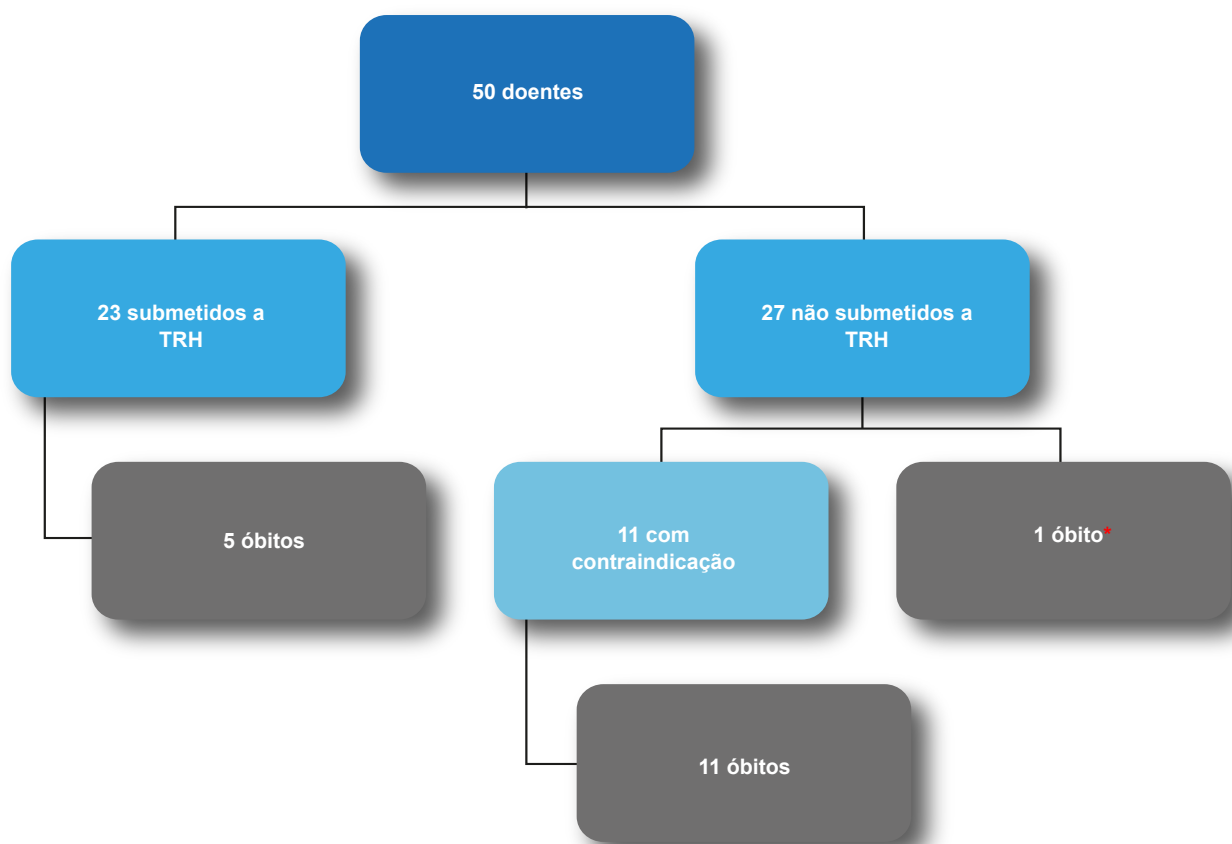 50 doentes
23 submetidos a
TRH
27 não submetidos a
TRH
5 óbitos
11 com
contraindicação
1 óbito*
11 óbitos